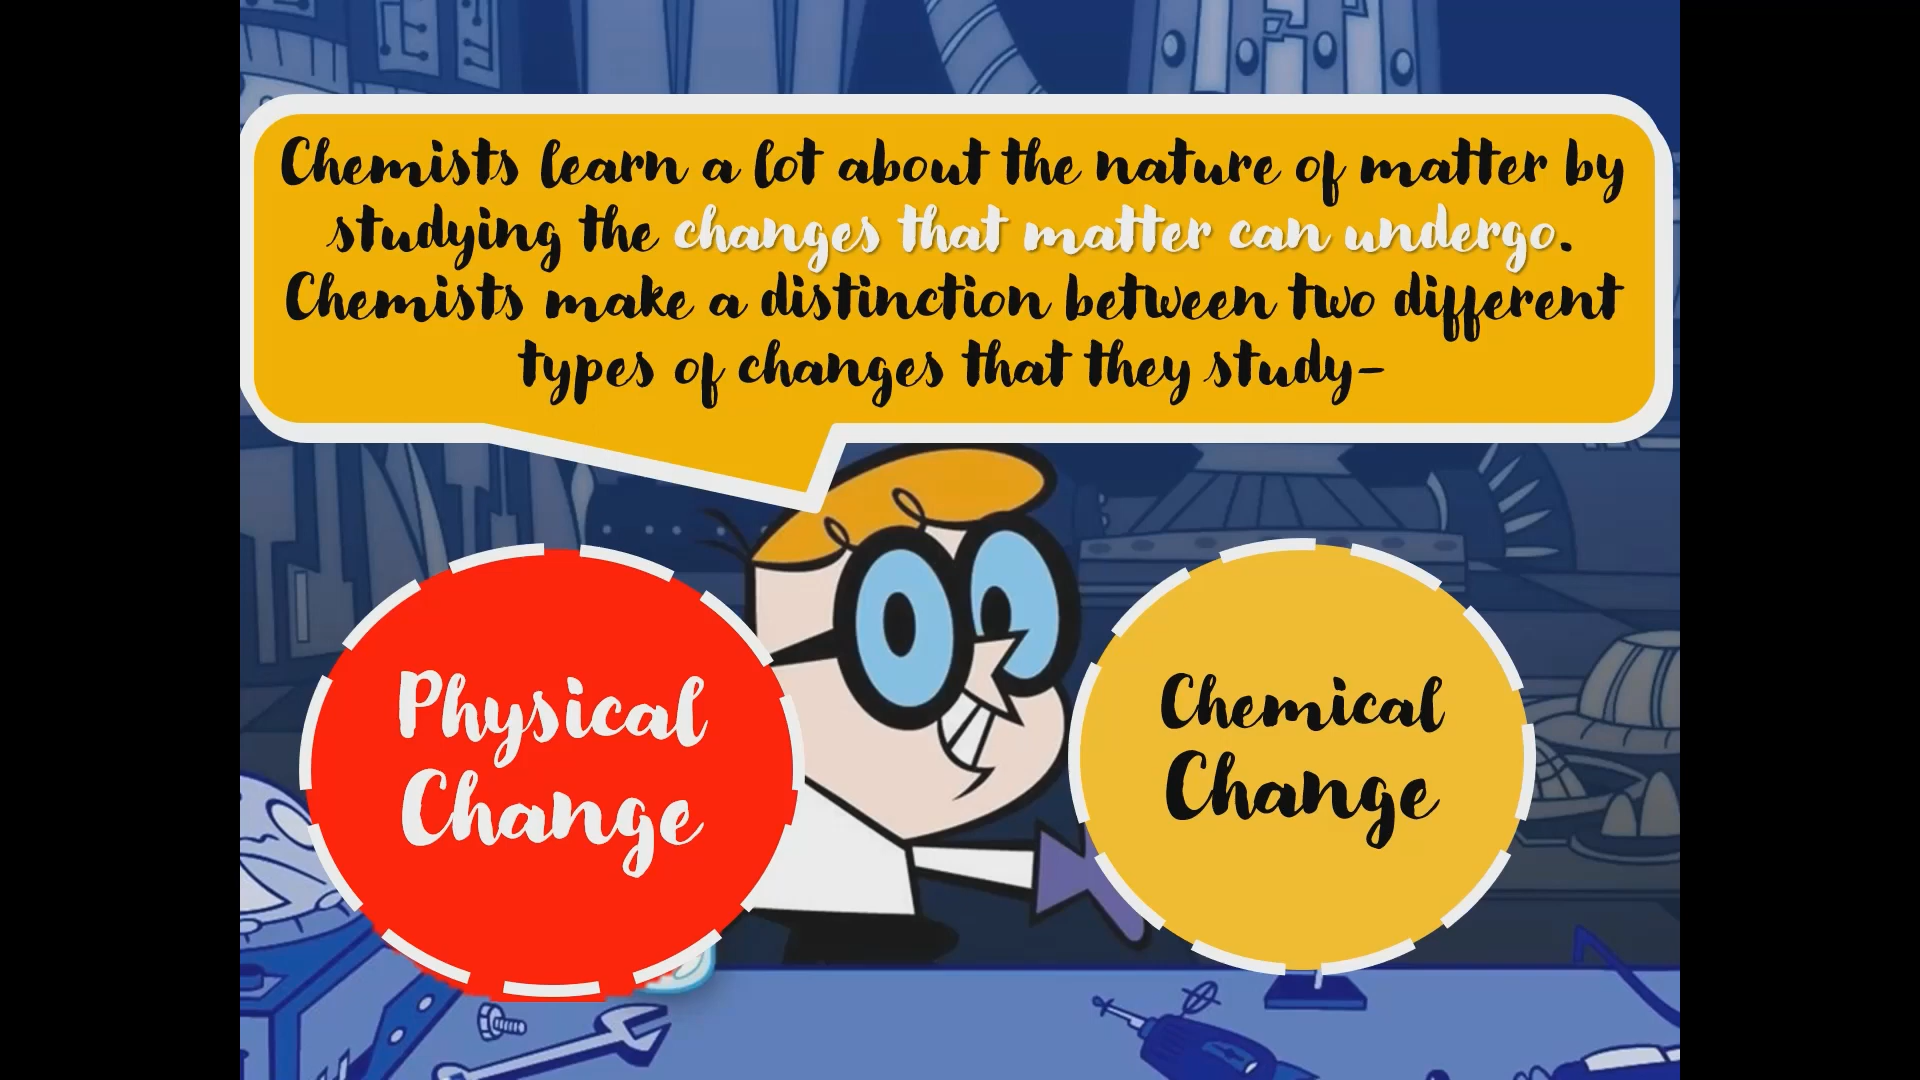 Chemists learn a lot about the nature of matter by
studying the changes that matter can undergo.
Chemists make a distinction between two different
types of changes that they study-
Physical
Change
Chemical
Change